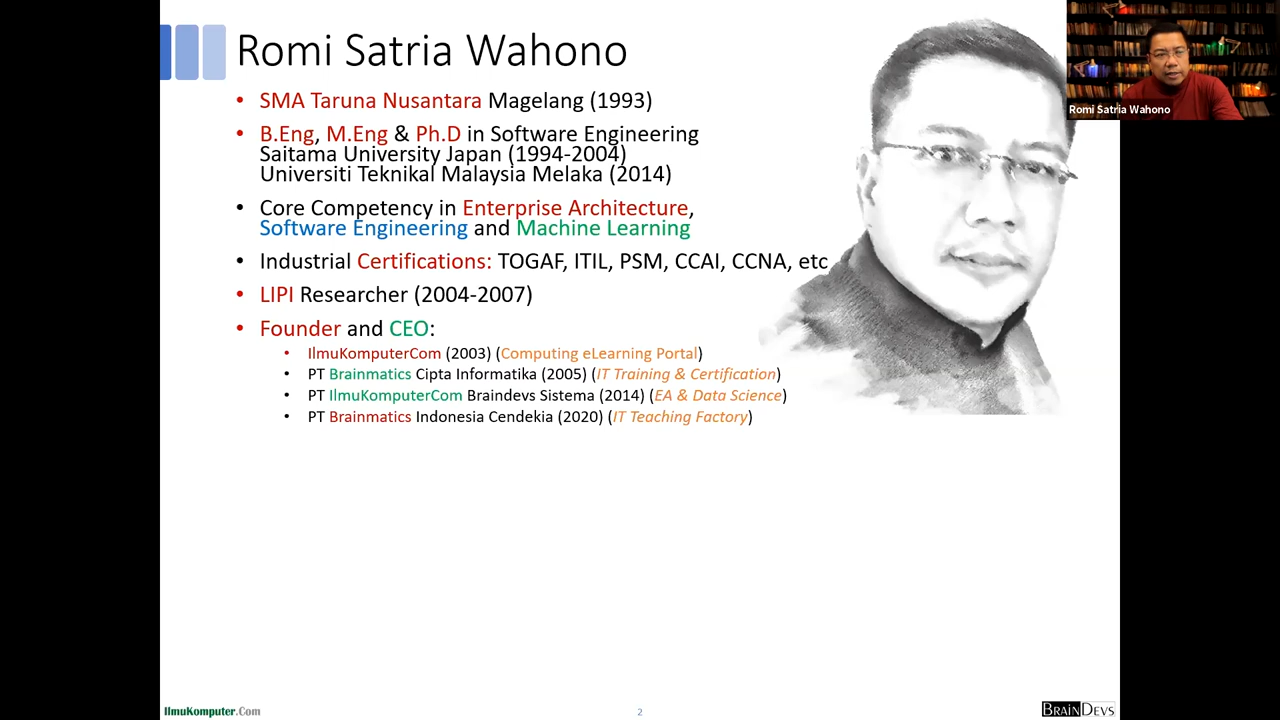 Romi Satria Wahono
Romi Satria Wahono
• SMA Taruna Nusantara Magelang (1993)
• B.Eng, M.Eng & Ph.D in Software Engineering
Saitama University Japan (1994-2004)
Universiti Teknikal Malaysia Melaka (2014)
• Core Competency in Enterprise Architecture,
Software Engineering and Machine Learning
• Industrial Certifications: TOGAF, ITIL, PSM, CCAI, CCNA, etc
• LIPI Researcher (2004-2007)
• Founder and CEO:
• IlmuKomputerCom (2003) (Computing eLearning Portal)
• PT Brainmatics Cipta Informatika (2005) (IT Training & Certification)
• PT IlmuKomputerCom Braindevs Sistema (2014) (EA & Data Science)
• PT Brainmatics Indonesia Cendekia (2020) (IT Teaching Factory)
IlmuKomputer.Com
2
BRAINDEVS